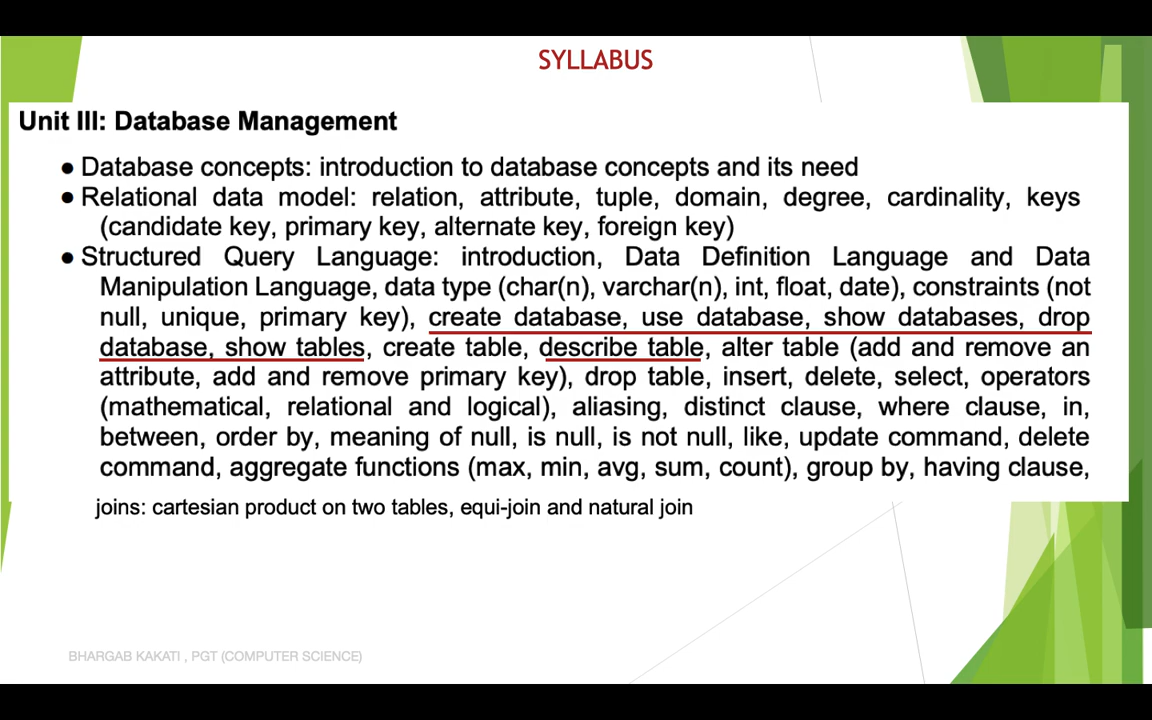 SYLLABUS
Unit III: Database Management
● Database concepts: introduction to database concepts and its need
● Relational data model: relation, attribute, tuple, domain, degree, cardinality, keys
(candidate key, primary key, alternate key, foreign key)
● Structured Query Language: introduction, Data Definition Language and Data
Manipulation Language, data type (char(n), varchar(n), int, float, date), constraints (not
null, unique, primary key), create database, use database, show databases, drop
database, show tables, create table, describe table, alter table (add and remove an
attribute, add and remove primary key), drop table, insert, delete, select, operators
(mathematical, relational and logical), aliasing, distinct clause, where clause, in,
between, order by, meaning of null, is null, is not null, like, update command, delete
command, aggregate functions (max, min, avg, sum, count), group by, having clause,
joins: cartesian product on two tables, equi-join and natural join
BHARGAB KAKATI , PGT (COMPUTER SCIENCE)